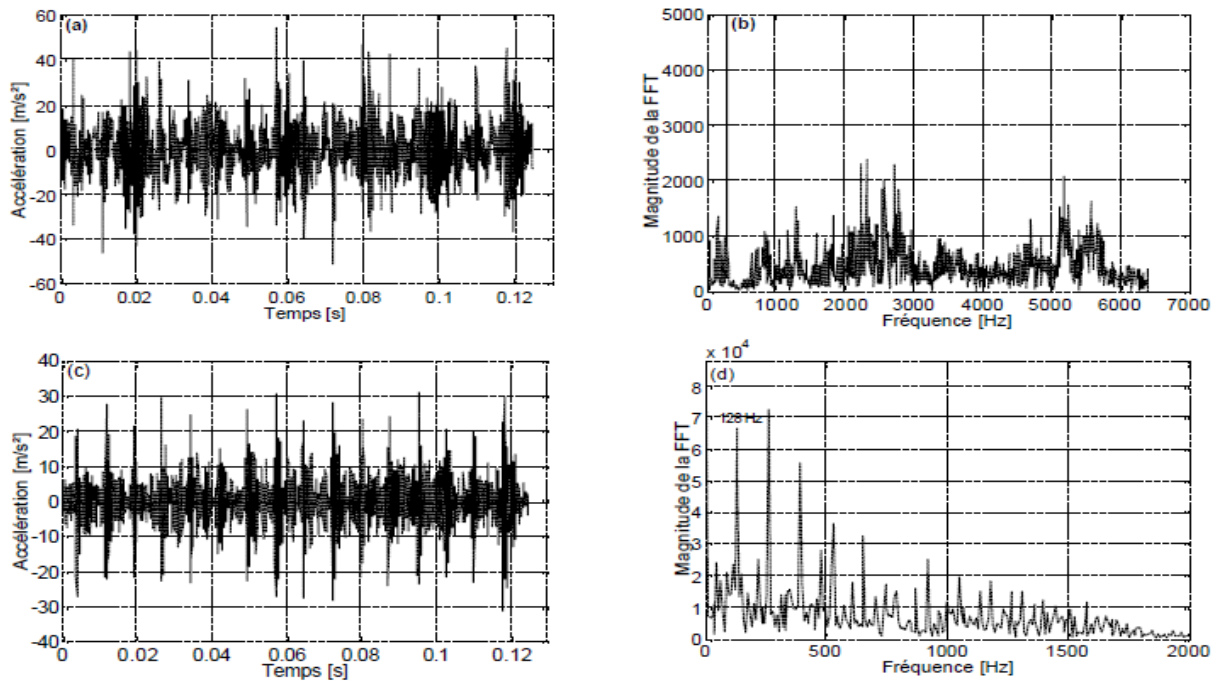 (a)
60
40
20
0
-20
-40
-60
Accélération [m/s²]
0 0.02 0.04 0.06 0.08 0.1 0.12
Temps [s]
(b)
5000
4000
3000
2000
1000
0
Magnitude de la FFT
0 1000 2000 3000 4000 5000 6000 7000
Fréquence [Hz]
(c)
40
30
20
10
0
-10
-20
-30
-40
Accélération [m/s²]
0 0.02 0.04 0.06 0.08 0.1 0.12
Temps [s]
x 10⁴
(d)
8
7
6
5
4
3
2
1
0
128Hz
Magnitude de la FFT
0 500 1000 1500 2000
Fréquence [Hz]